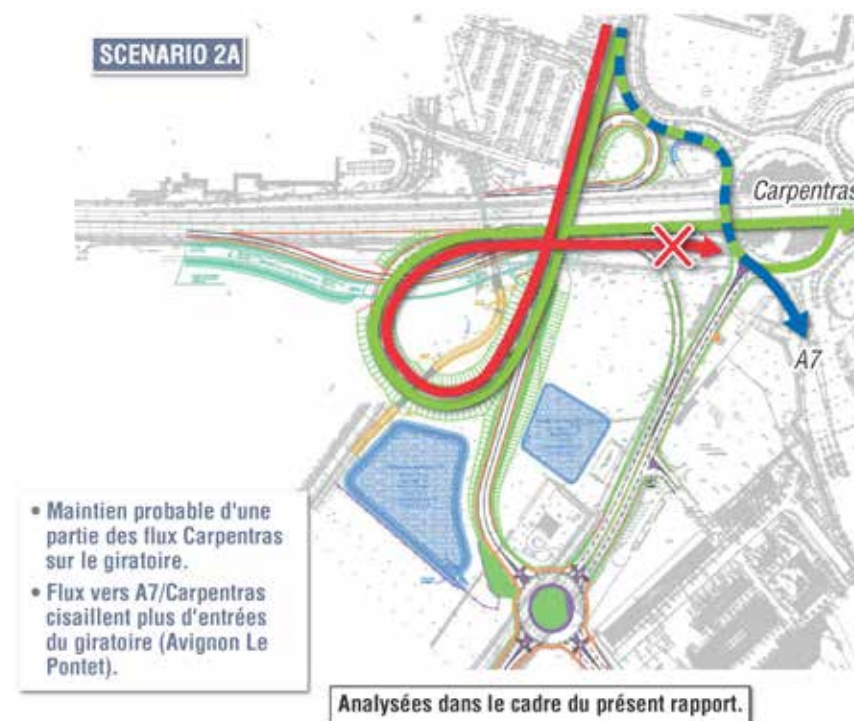 SCENARIO 2A
Carpentras
A7
• Maintien probable d'une
partie des flux Carpentras
sur le giratoire.
• Flux vers A7/Carpentras
cisaillent plus d'entrées
du giratoire (Avignon Le
Pontet).
Analysées dans le cadre du présent rapport.